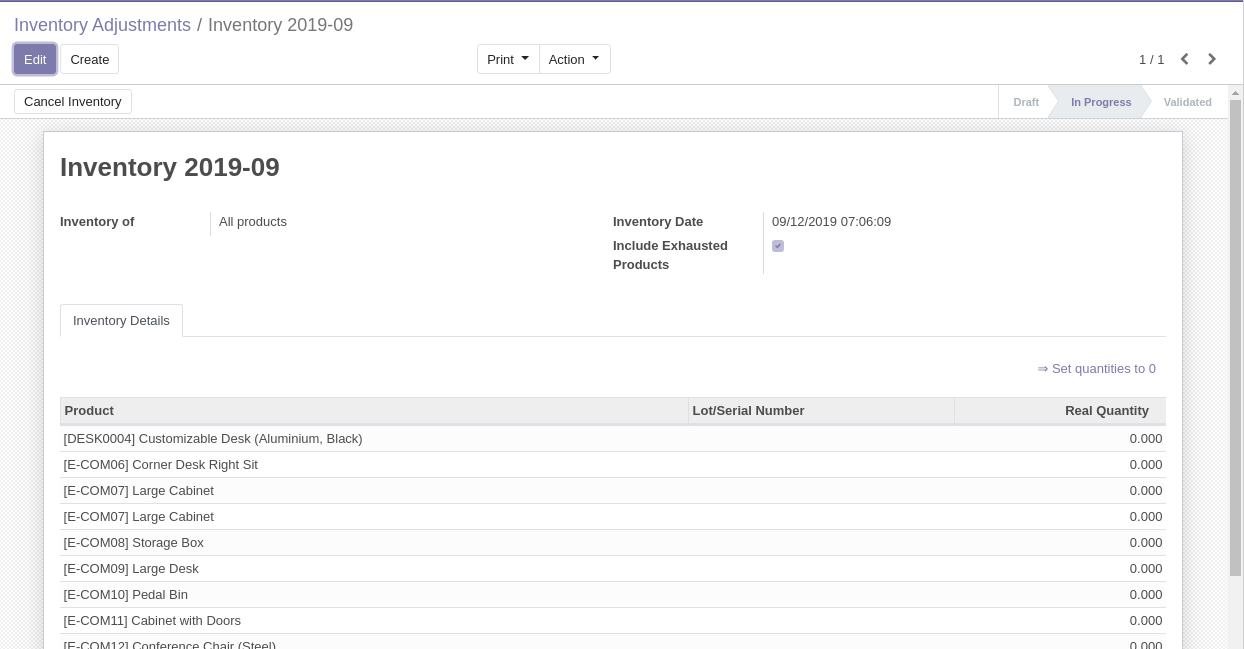 Inventory Adjustments / Inventory 2019-09
Edit Create Print Action 1 / 1
Cancel Inventory Draft In Progress Validated
Inventory 2019-09
Inventory of All products Inventory Date 09/12/2019 07:06:09
Include Exhausted
Products
Inventory Details
⇒ Set quantities to 0
Product Lot/Serial Number Real Quantity
[DESK0004] Customizable Desk (Aluminium, Black) 0.000
[E-COM06] Corner Desk Right Sit 0.000
[E-COM07] Large Cabinet 0.000
[E-COM07] Large Cabinet 0.000
[E-COM08] Storage Box 0.000
[E-COM09] Large Desk 0.000
[E-COM10] Pedal Bin 0.000
[E-COM11] Cabinet with Doors 0.000
[E-COM12] Conference Chair (Steel) 0.000